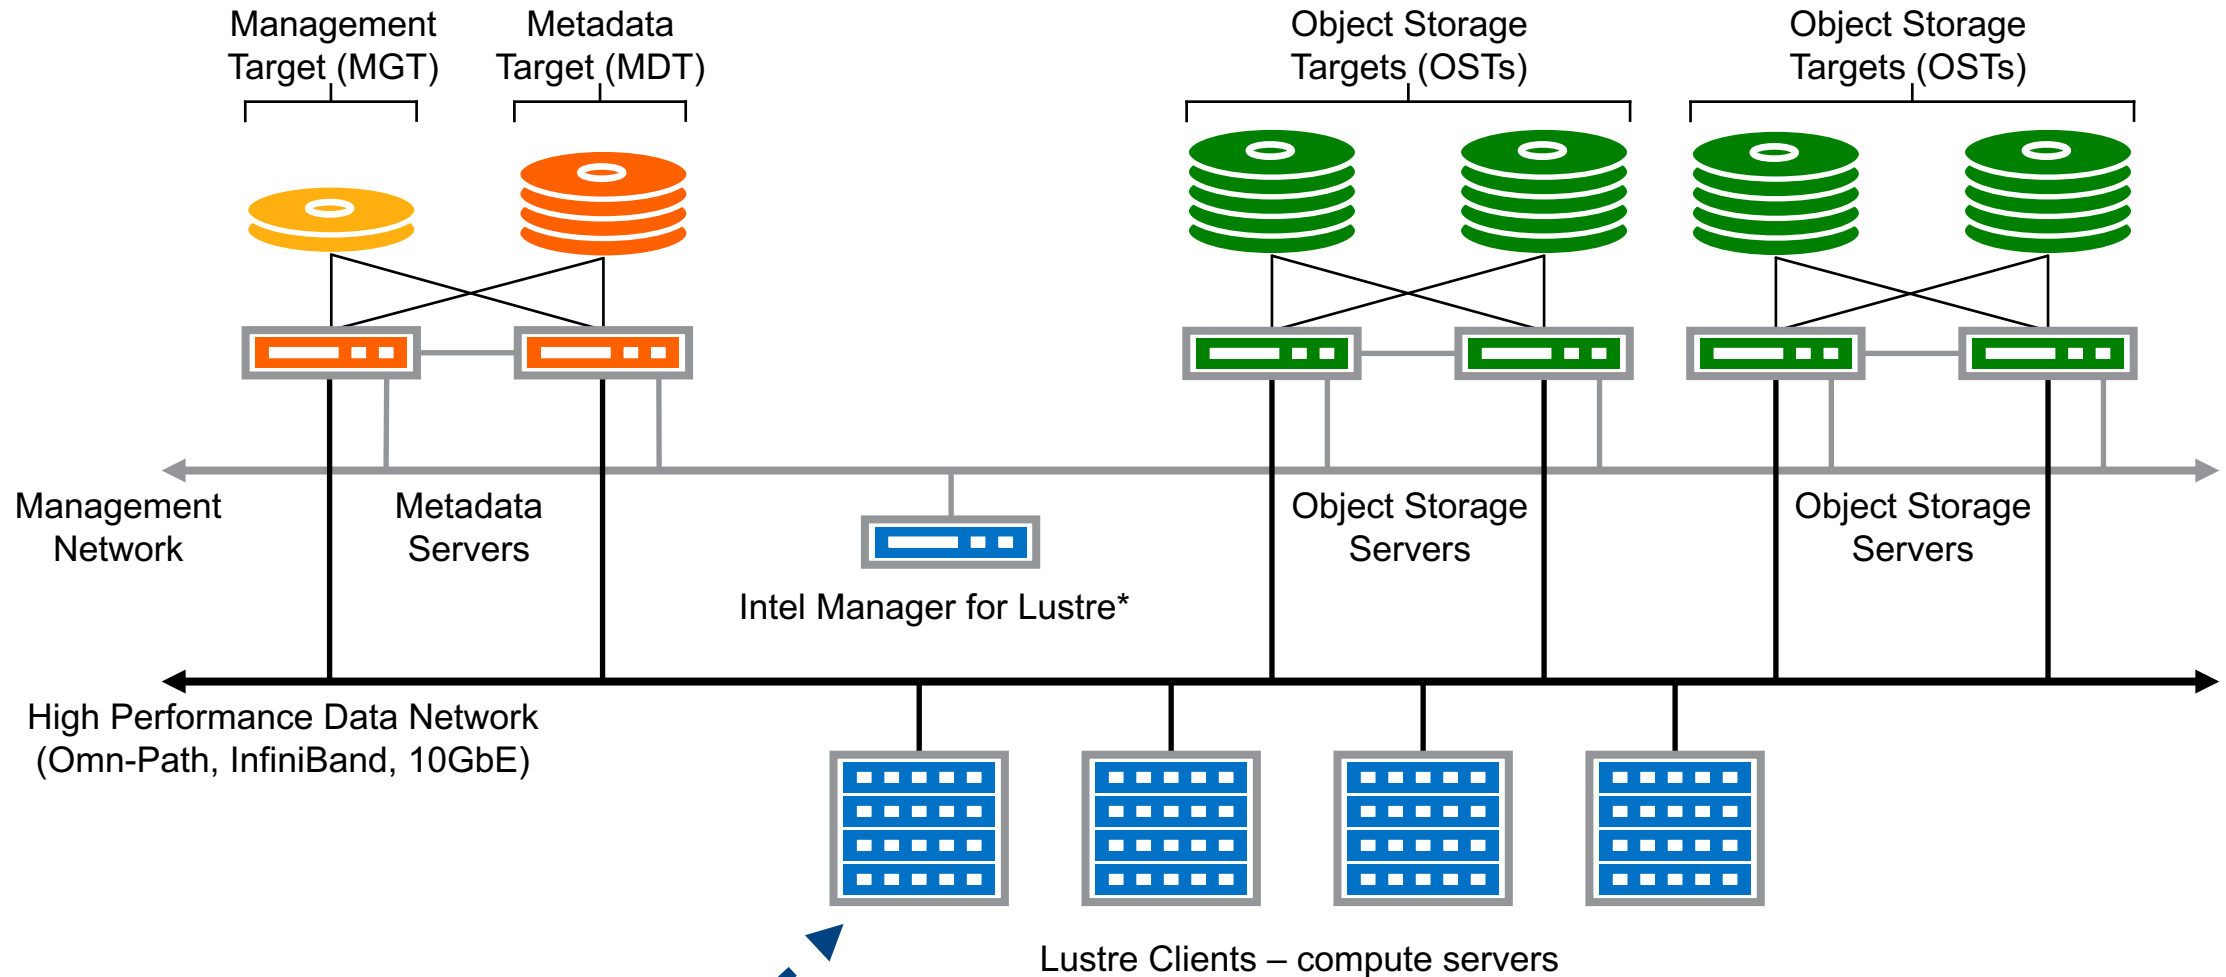 Management
Target (MGT)
Metadata
Target (MDT)
Object Storage
Targets (OSTs)
Object Storage
Targets (OSTs)
Management
Network
Metadata
Servers
Object Storage
Servers
Object Storage
Servers
Intel Manager for Lustre*
High Performance Data Network
(Omn-Path, InfiniBand, 10GbE)
Lustre Clients – compute servers